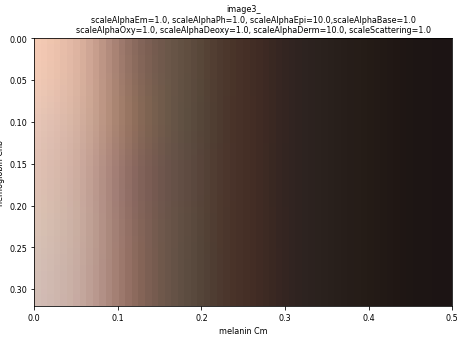 image3_
scaleAlphaEm=1.0, scaleAlphaPh=1.0, scaleAlphaEpi=10.0,scaleAlphaBase=1.0
scaleAlphaOxy=1.0, scaleAlphaDeoxy=1.0, scaleAlphaDerm=10.0, scaleScattering=1.0
0.00
0.05
0.10
0.15
0.20
0.25
0.30
0.0 0.1 0.2 0.3 0.4 0.5
melanin Cm